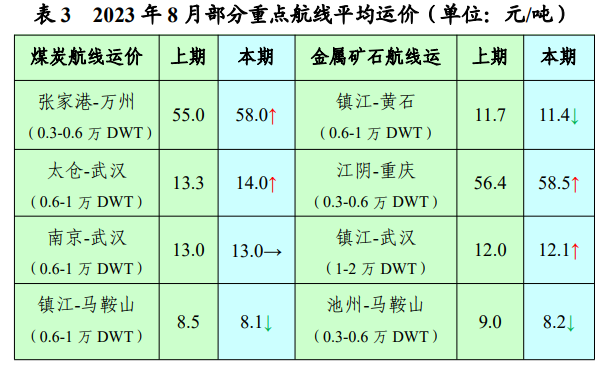 表 3 2023 年 8 月部分重点航线平均运价（单位：元/吨）
煤炭航线运价 上期 本期 金属矿石航线运 上期 本期
张家港-万州 55.0 58.0↑ 镇江-黄石 11.7 11.4↓
（0.3-0.6 万 DWT） （0.6-1 万 DWT）
太仓-武汉 13.3 14.0↑ 江阴-重庆 56.4 58.5↑
（0.6-1 万 DWT） （0.3-0.6 万 DWT）
南京-武汉 13.0 13.0→ 镇江-武汉 12.0 12.1↑
（0.6-1 万 DWT） （1-2 万 DWT）
镇江-马鞍山 8.5 8.1↓ 池州-马鞍山 9.0 8.2↓
（0.6-1 万 DWT） （0.3-0.6 万 DWT）